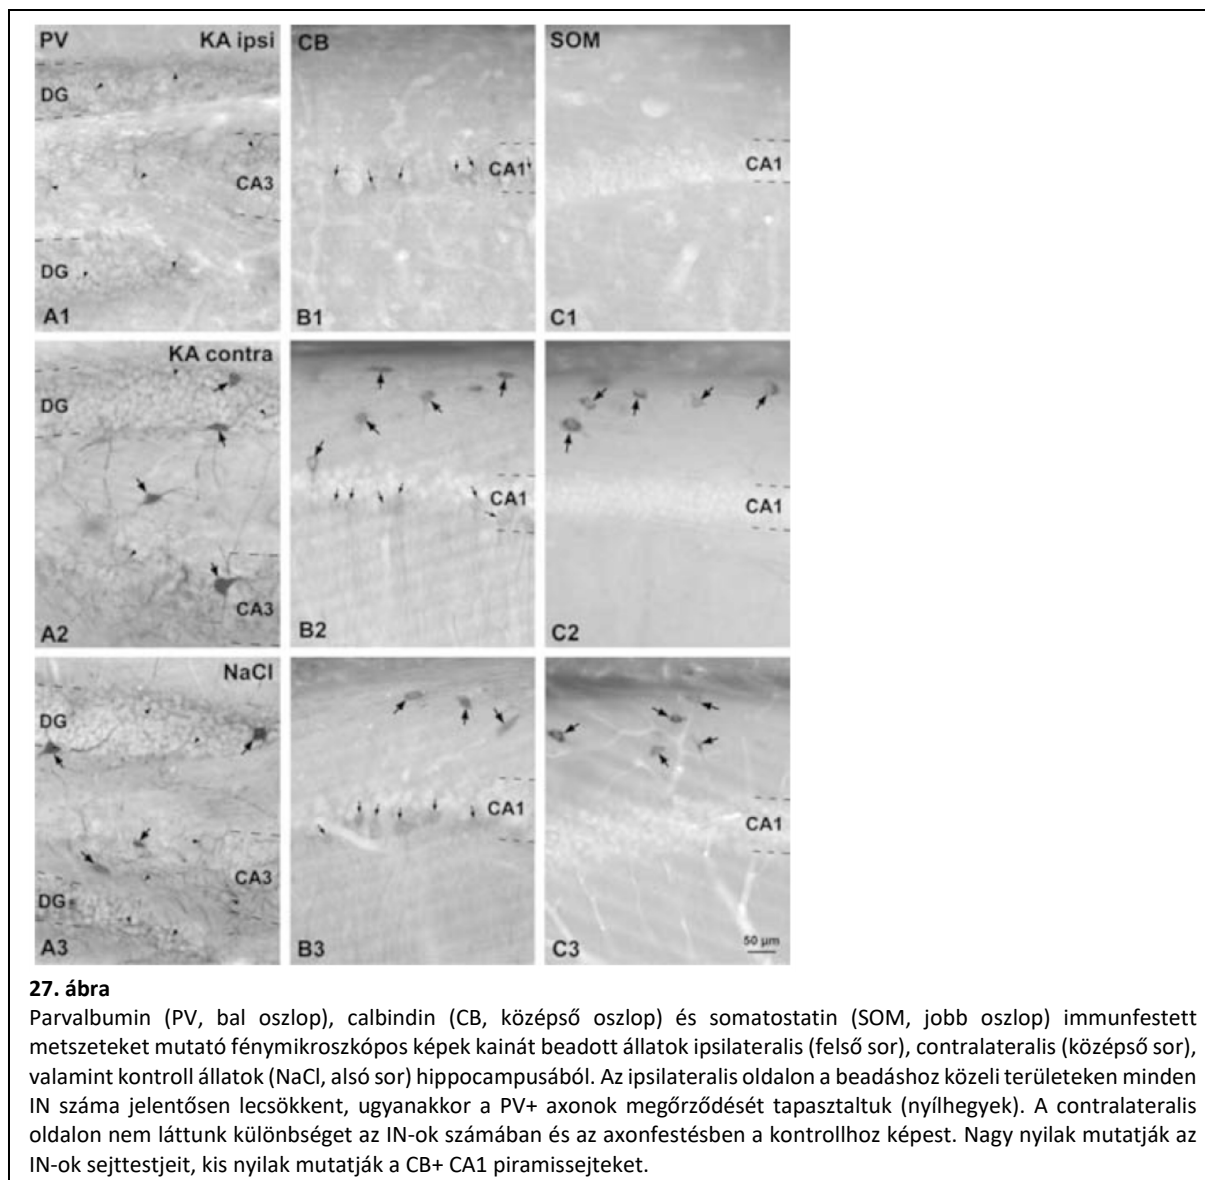 PV KA ipsi
DG
CA3
DG
A1
CB
CA1
B1
SOM
CA1
C1
KA contra
DG
CA3
A2
CA1
B2
CA1
C2
NaCl
DG
CA3
DG
A3
CA1
B3
CA1
50 µm
C3
27. ábra
Parvalbumin (PV, bal oszlop), calbindin (CB, középső oszlop) és somatostatin (SOM, jobb oszlop) immunfestett
metszeteket mutató fénymikroszkópos képek kainát beadott állatok ipsilateralis (felső sor), contralateralis (középső sor),
valamint kontroll állatok (NaCl, alsó sor) hippocampusából. Az ipsilateralis oldalon a beadáshoz közeli területeken minden
IN száma jelentősen lecsökkent, ugyanakkor a PV+ axonok megőrződését tapasztaltuk (nyílhegyek). A contralateralis
oldalon nem láttunk különbséget az IN-ok számában és az axonfestésben a kontrollhoz képest. Nagy nyilak mutatják az
IN-ok sejttestjeit, kis nyilak mutatják a CB+ CA1 piramissejteket.